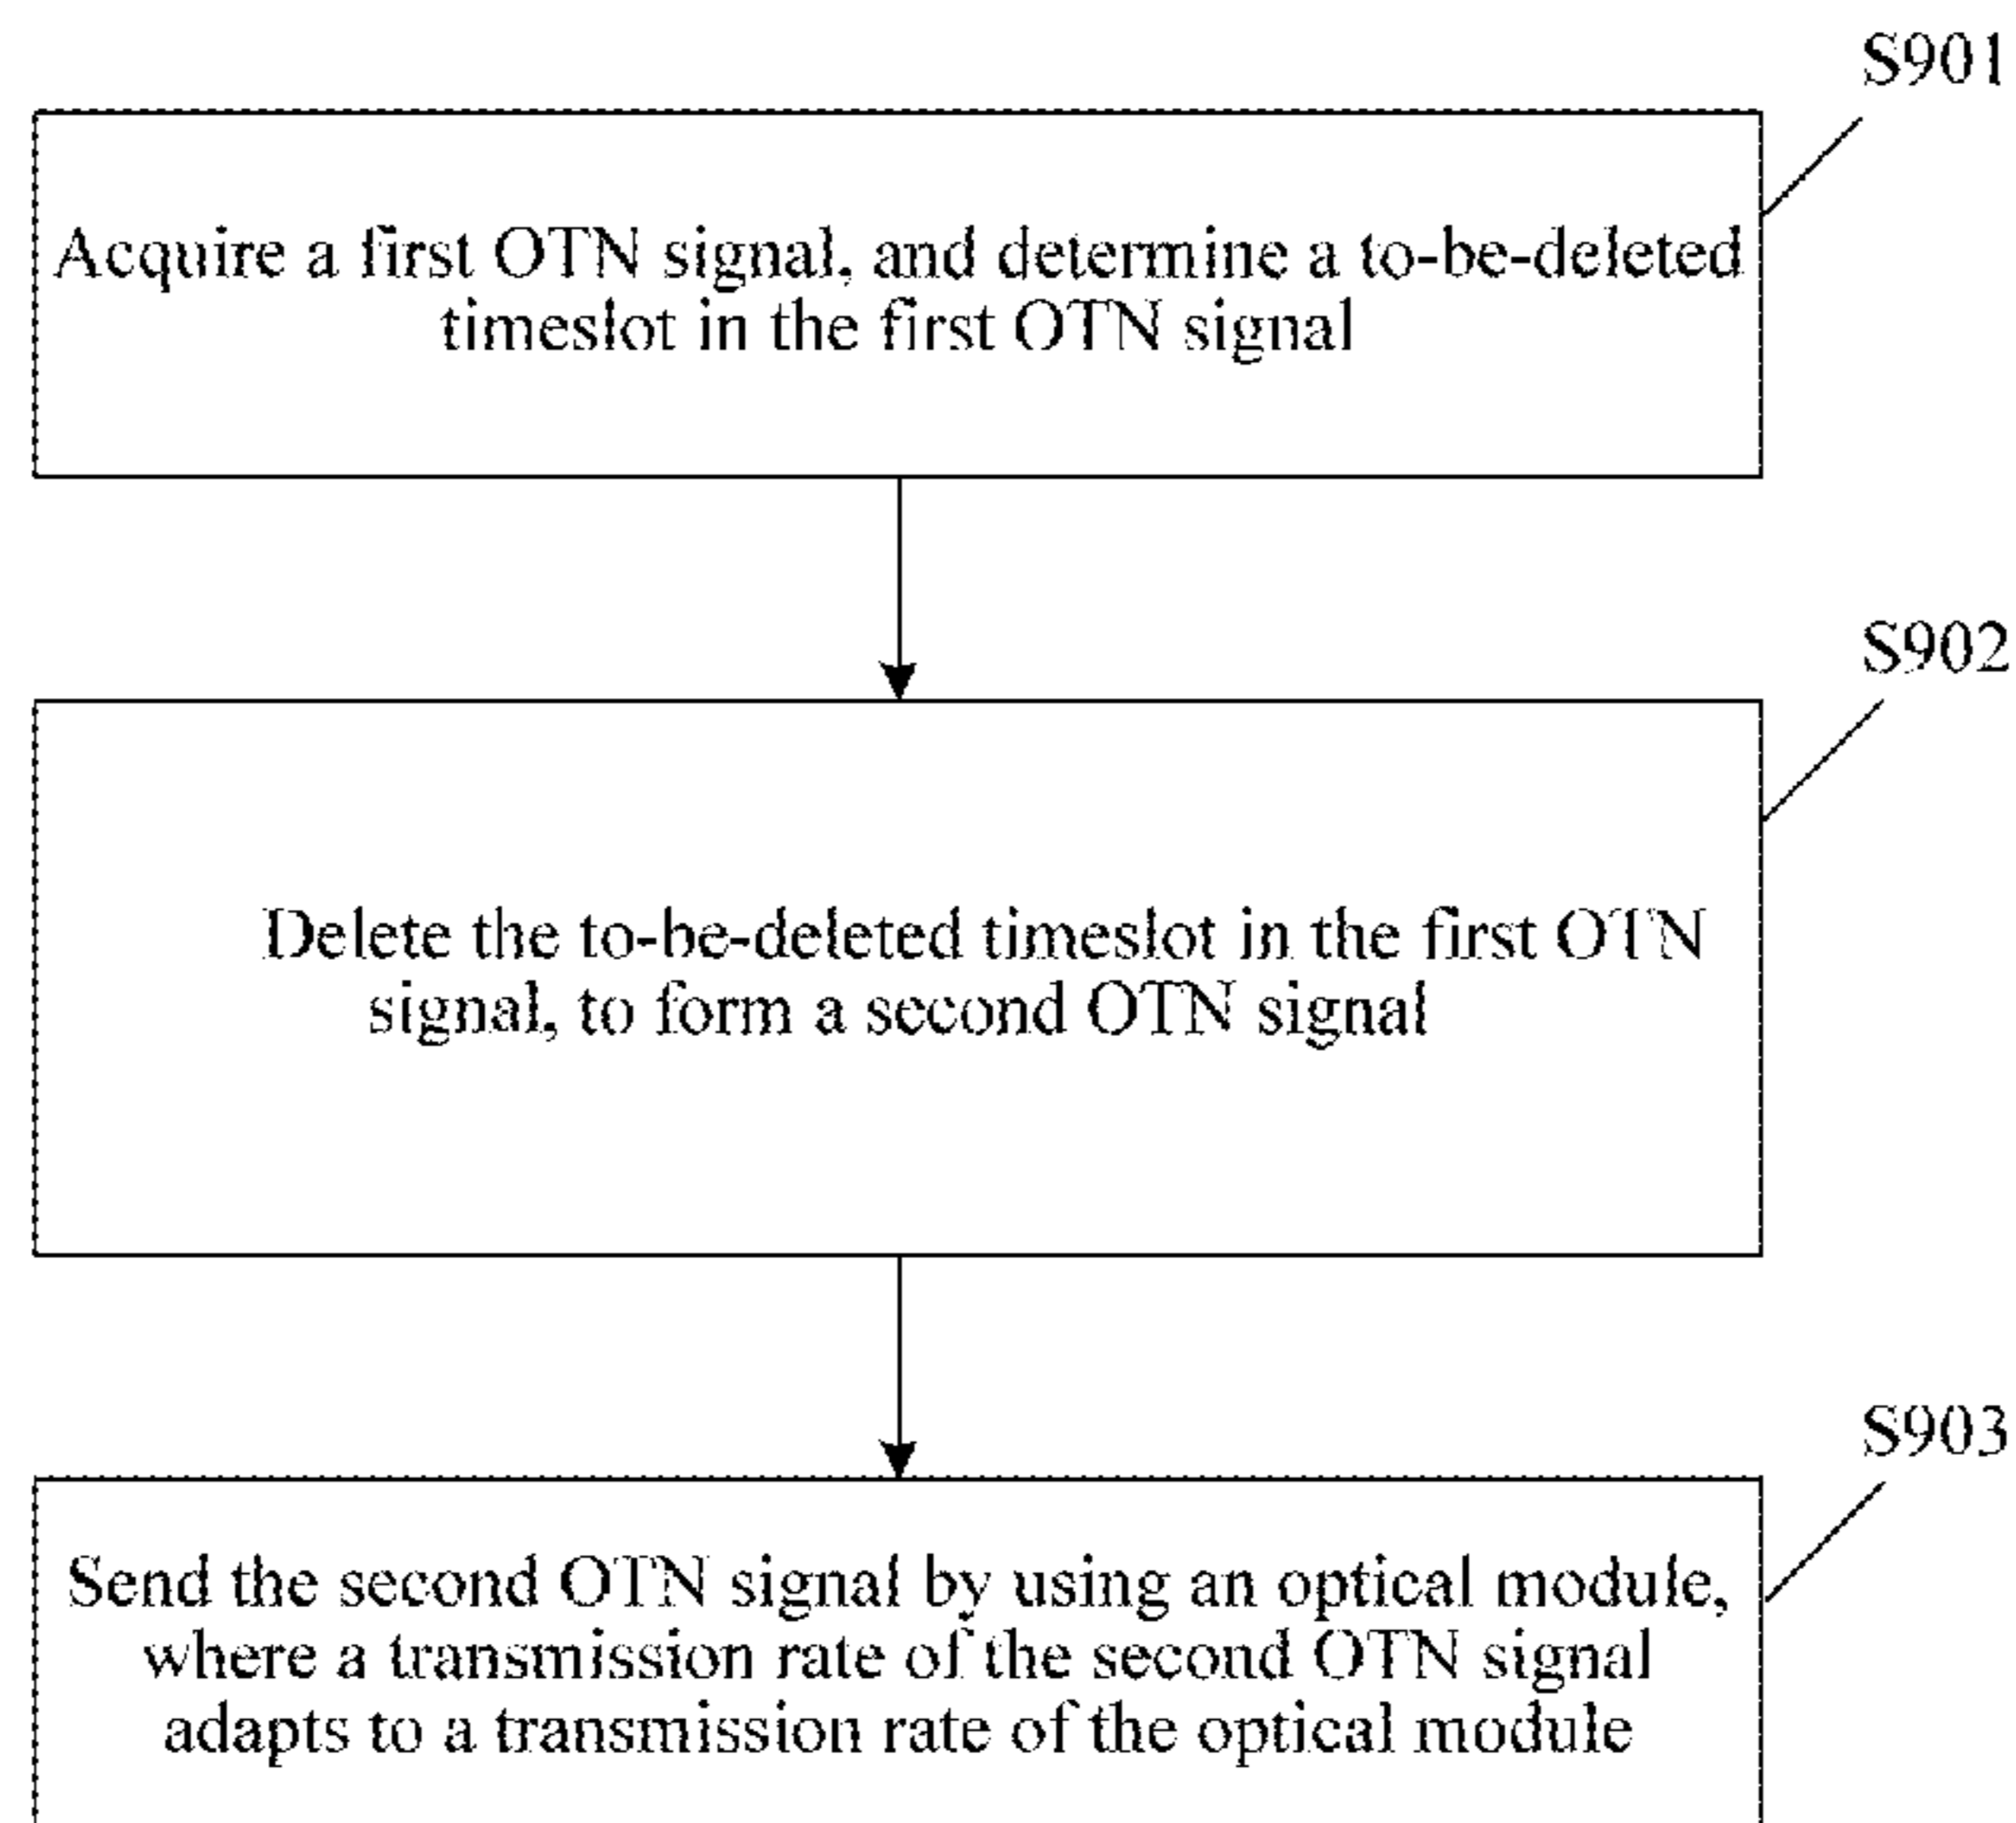 S901
Acquire a first OTN signal, and determine a to-be-deleted
timeslot in the first OTN signal
S902
Delete the to-be-deleted timeslot in the first OTN
signal, to form a second OTN signal
S903
Send the second OTN signal by using an optical module,
where a transmission rate of the second OTN signal
adapts to a transmission rate of the optical module